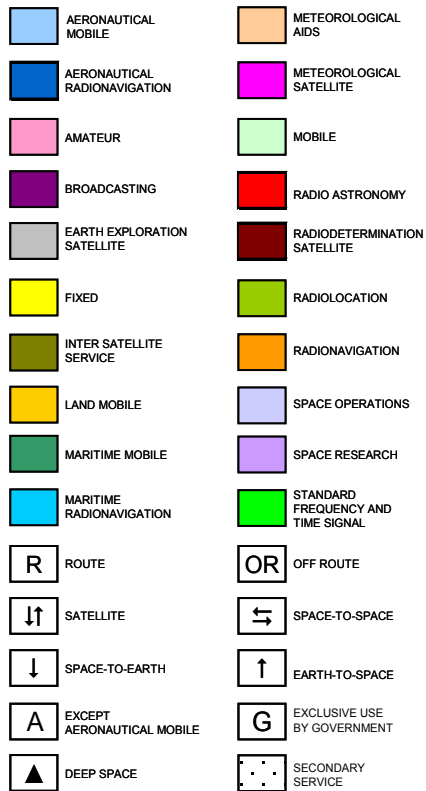 AERONAUTICAL
MOBILE
METEOROLOGICAL
AIDS
AERONAUTICAL
RADIONAVIGATION
METEOROLOGICAL
SATELLITE
AMATEUR
MOBILE
BROADCASTING
RADIO ASTRONOMY
EARTH EXPLORATION
SATELLITE
RADIODETERMINATION
SATELLITE
FIXED
RADIOLOCATION
INTER SATELLITE
SERVICE
RADIONAVIGATION
LAND MOBILE
SPACE OPERATIONS
MARITIME MOBILE
SPACE RESEARCH
MARITIME
RADIONAVIGATION
STANDARD
FREQUENCY AND
TIME SIGNAL
R ROUTE
OR OFF ROUTE
SATELLITE
SPACE-TO-SPACE
SPACE-TO-EARTH
EARTH-TO-SPACE
A EXCEPT
AERONAUTICAL MOBILE
G EXCLUSIVE USE
BY GOVERNMENT
DEEP SPACE
SECONDARY
SERVICE